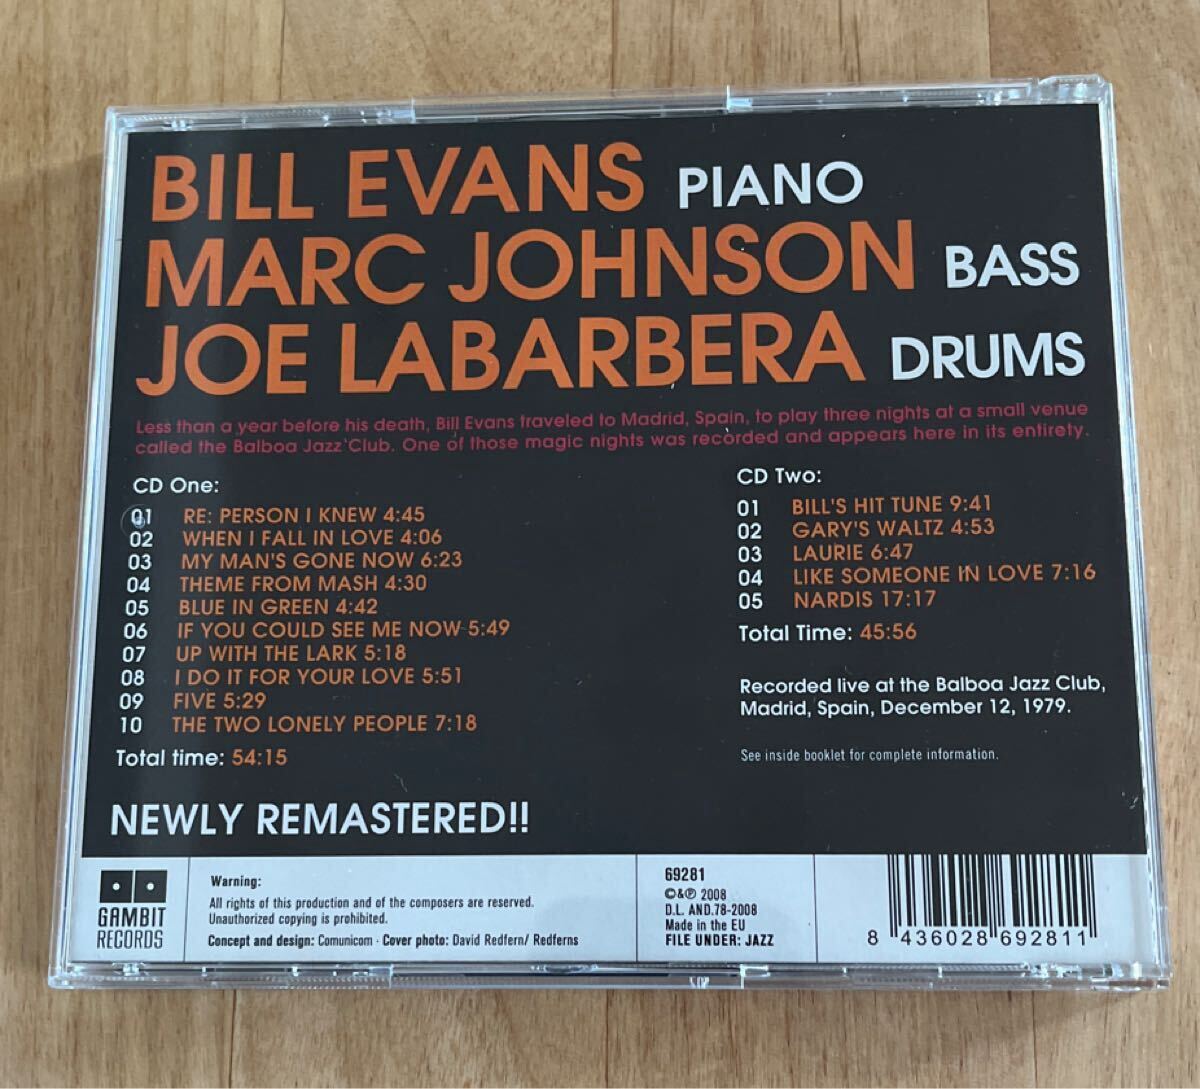 BILL EVANS PIANO
MARC JOHNSON BASS
JOE LABARBERA DRUMS
Less than a year before his death, Bill Evans traveled to Madrid, Spain, to play three nights at a small venue
called the Balboa Jazz Club. One of those magic nights was recorded and appears here in its entirety.
CD One:
01 RE: PERSON I KNEW 4:45
02 WHEN I FALL IN LOVE 4:06
03 MY MAN'S GONE NOW 6:23
04 THEME FROM MASH 4:30
05 BLUE IN GREEN 4:42
06 IF YOU COULD SEE ME NOW 5:49
07 UP WITH THE LARK 5:18
08 I DO IT FOR YOUR LOVE 5:51
09 FIVE 5:29
10 THE TWO LONELY PEOPLE 7:18
Total time: 54:15
CD Two:
01 BILL'S HIT TUNE 9:41
02 GARY'S WALTZ 4:53
03 LAURIE 6:47
04 LIKE SOMEONE IN LOVE 7:16
05 NARDIS 17:17
Total Time: 45:56
Recorded live at the Balboa Jazz Club,
Madrid, Spain, December 12, 1979.
See inside booklet for complete information.
NEWLY REMASTERED!!
GAMBIT
RECORDS
Warning:
All rights of this production and of the composers are reserved.
Unauthorized copying is prohibited.
Concept and design: Comunicom · Cover photo: David Redfern/ Redferns
69281
©&℗ 2008
D.L. AND.78-2008
Made in the EU
FILE UNDER: JAZZ
8 436028 692811